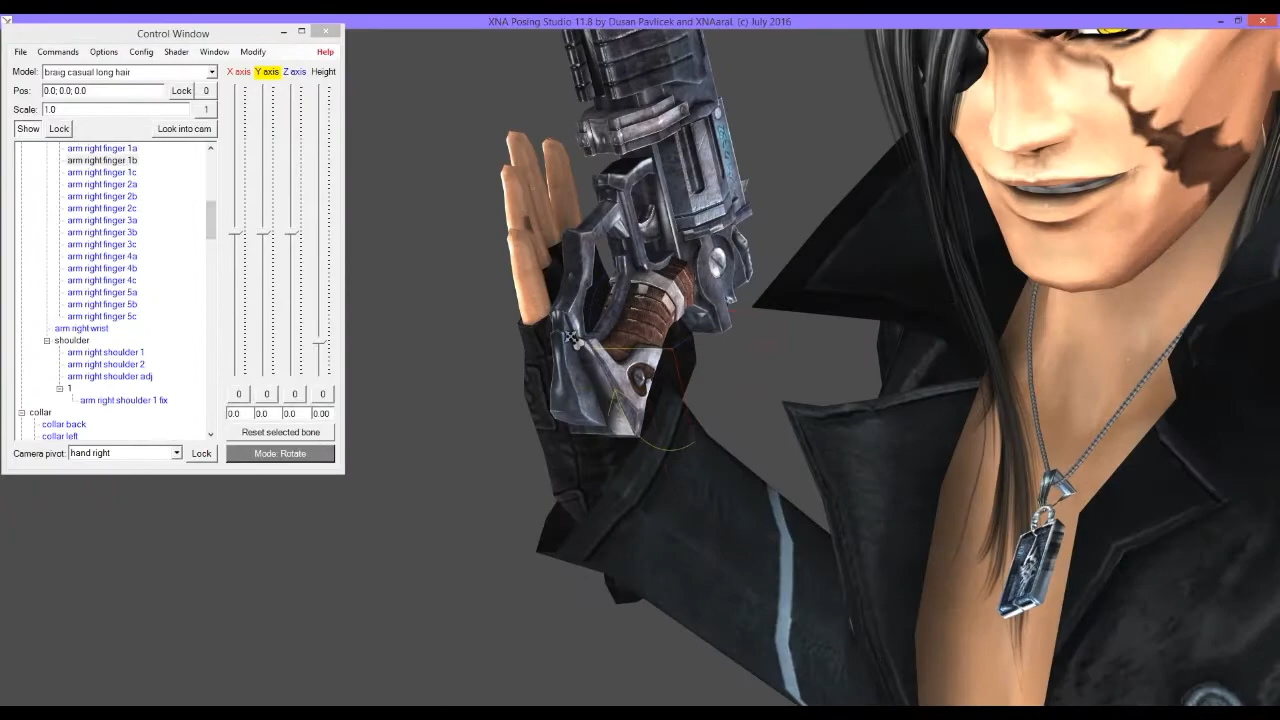 XNA Posing Studio 11.8 by Dusan Pavlicek and XNAaral (c) July 2016
Control Window
File Commands Options Config Shader Window Modify Help
Model: braig casual long hair
X axis Y axis Z axis Height
Pos: 0.0; 0.0; 0.0 Lock 0
Scale: 1.0 1
Show Lock Look into cam
arm right finger 1a
arm right finger 1b
arm right finger 1c
arm right finger 2a
arm right finger 2b
arm right finger 2c
arm right finger 3a
arm right finger 3b
arm right finger 3c
arm right finger 4a
arm right finger 4b
arm right finger 4c
arm right finger 5a
arm right finger 5b
arm right finger 5c
arm right wrist
shoulder
arm right shoulder 1
arm right shoulder 2
arm right shoulder adj
1
arm right shoulder 1 fix
collar
collar back
collar left
0 0 0 0
0.0 0.0 0.0 0.00
Reset selected bone
Camera pivot: hand right Lock
Mode: Rotate